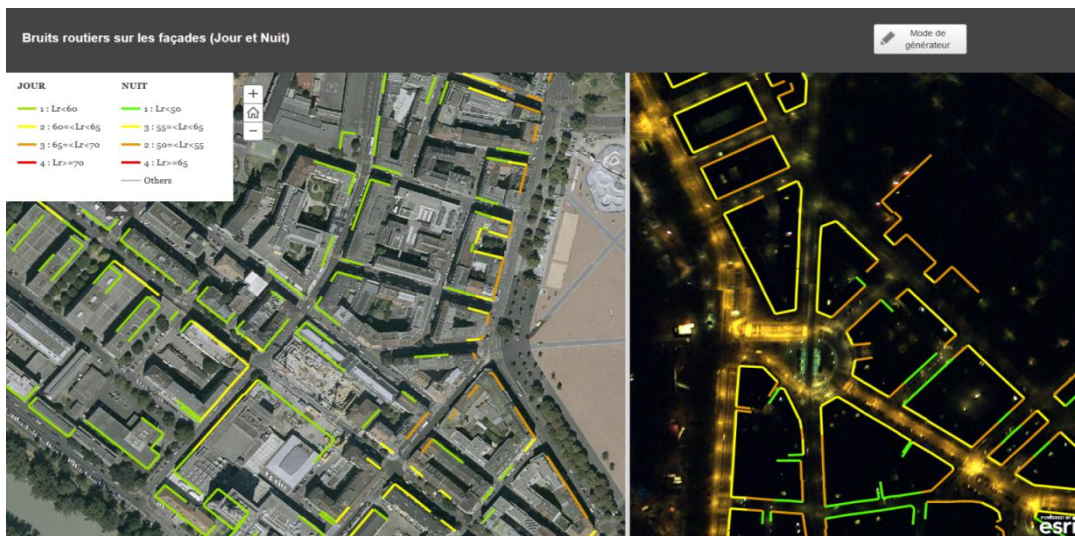 Bruits routiers sur les façades (Jour et Nuit)
Mode de
générateur
JOUR
NUIT
1 : Lr<60
1 : Lr<50
2 : 60=<Lr<65
3 : 55=<Lr<65
3 : 65=<Lr<70
2 : 50=<Lr<55
4 : Lr>=70
4 : Lr>=65
Others
+
−
POWERED BY
esri